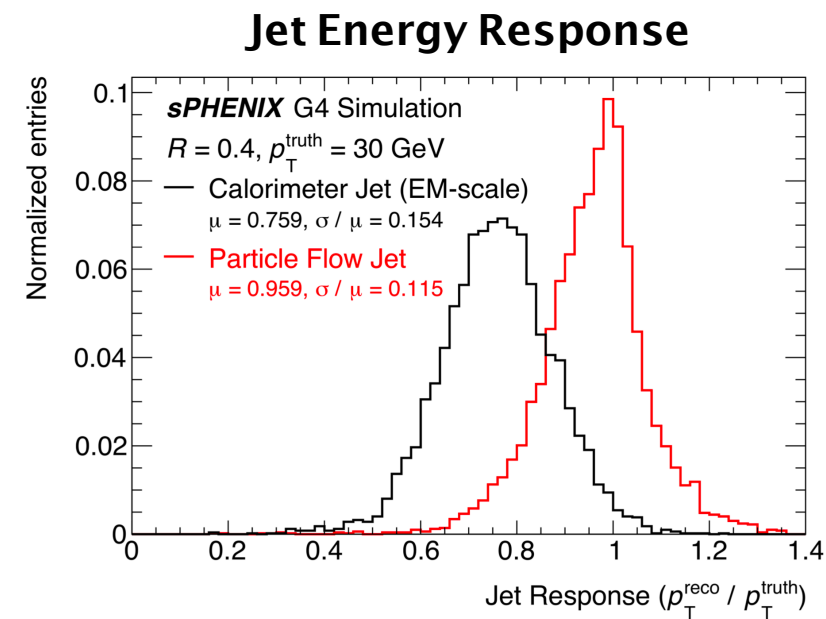 Jet Energy Response
Normalized entries
0.1
0.08
0.06
0.04
0.02
0
sPHENIX G4 Simulation
R = 0.4, p_T^truth = 30 GeV
Calorimeter Jet (EM-scale)
μ = 0.759, σ / μ = 0.154
Particle Flow Jet
μ = 0.959, σ / μ = 0.115
0 0.2 0.4 0.6 0.8 1 1.2 1.4
Jet Response (p_T^reco / p_T^truth)